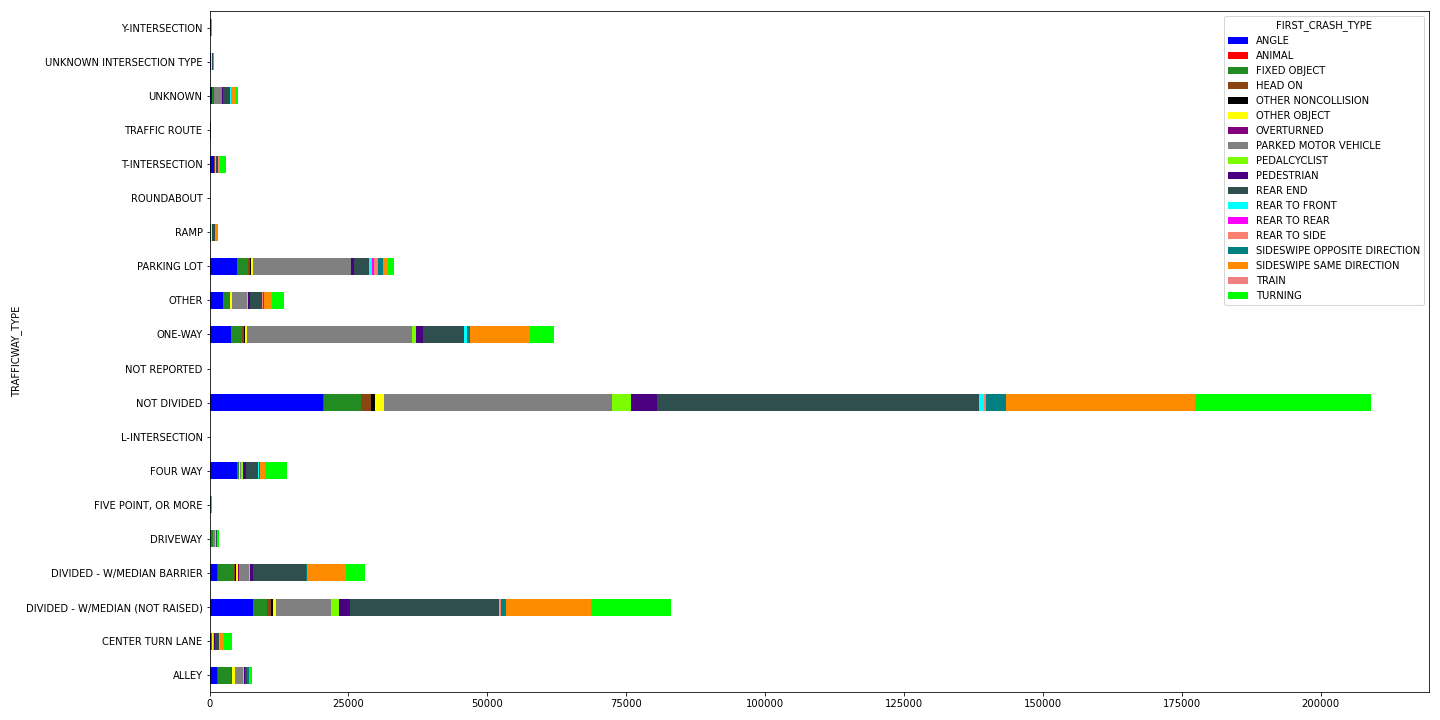 Y-INTERSECTION
UNKNOWN INTERSECTION TYPE
UNKNOWN
TRAFFIC ROUTE
T-INTERSECTION
ROUNDABOUT
RAMP
PARKING LOT
OTHER
ONE-WAY
NOT REPORTED
NOT DIVIDED
L-INTERSECTION
FOUR WAY
FIVE POINT, OR MORE
DRIVEWAY
DIVIDED - W/MEDIAN BARRIER
DIVIDED - W/MEDIAN (NOT RAISED)
CENTER TURN LANE
ALLEY
TRAFFICWAY_TYPE
0 25000 50000 75000 100000 125000 150000 175000 200000
FIRST_CRASH_TYPE
ANGLE
ANIMAL
FIXED OBJECT
HEAD ON
OTHER NONCOLLISION
OTHER OBJECT
OVERTURNED
PARKED MOTOR VEHICLE
PEDALCYCLIST
PEDESTRIAN
REAR END
REAR TO FRONT
REAR TO REAR
REAR TO SIDE
SIDESWIPE OPPOSITE DIRECTION
SIDESWIPE SAME DIRECTION
TRAIN
TURNING